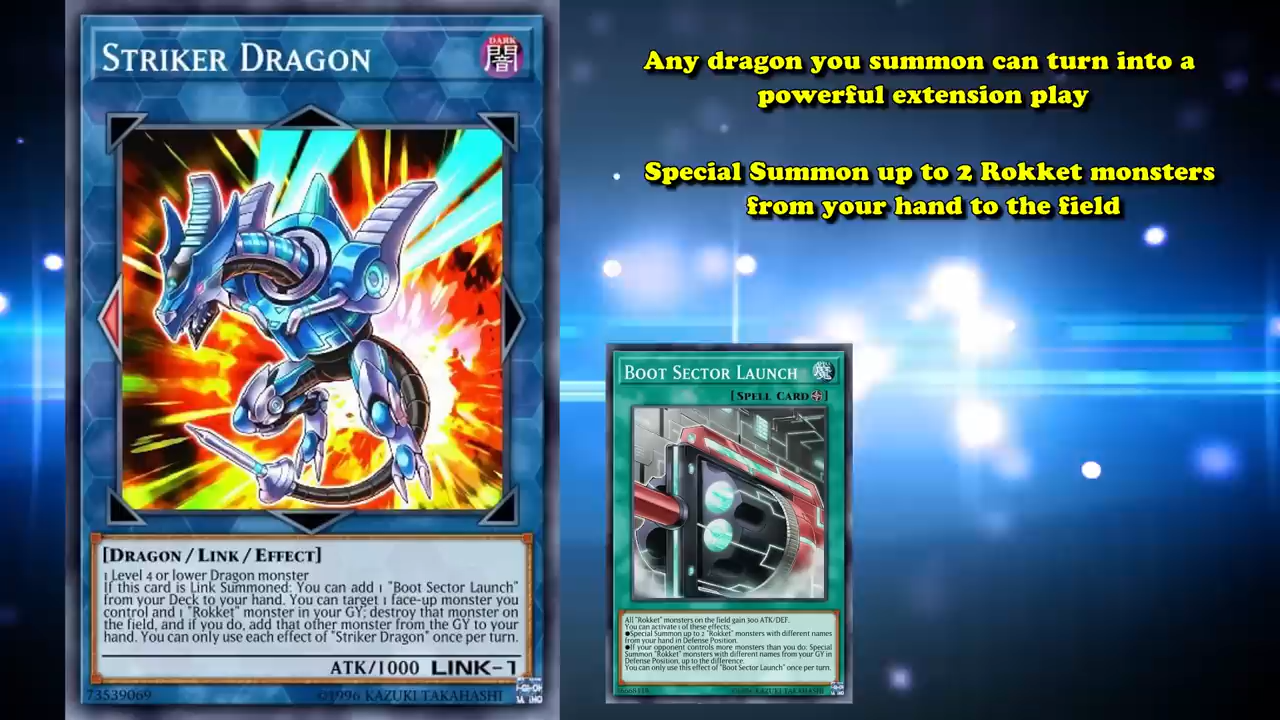 STRIKER DRAGON
DARK
闇
[DRAGON / LINK / EFFECT]
1 Level 4 or lower Dragon monster
If this card is Link Summoned: You can add 1 "Boot Sector Launch"
from your Deck to your hand. You can target 1 face-up monster you
control and 1 "Rokket" monster in your GY; destroy that monster on
the field, and if you do, add that other monster from the GY to your
hand. You can only use each effect of "Striker Dragon" once per turn.
ATK/1000 LINK-1
73539069
©1996 KAZUKI TAKAHASHI
Any dragon you summon can turn into a
powerful extension play
Special Summon up to 2 Rokket monsters
from your hand to the field
BOOT SECTOR LAUNCH
魔
[SPELL CARD]
All "Rokket" monsters on the field gain 300 ATK/DEF.
You can activate 1 of these effects;
●Special Summon up to 2 "Rokket" monsters with different names
from your hand in Defense Position.
●If your opponent controls more monsters than you do: Special
Summon "Rokket" monsters with different names from your GY in
Defense Position, up to the difference.
You can only use this effect of "Boot Sector Launch" once per turn.
©1996 KAZUKI TAKAHASHI